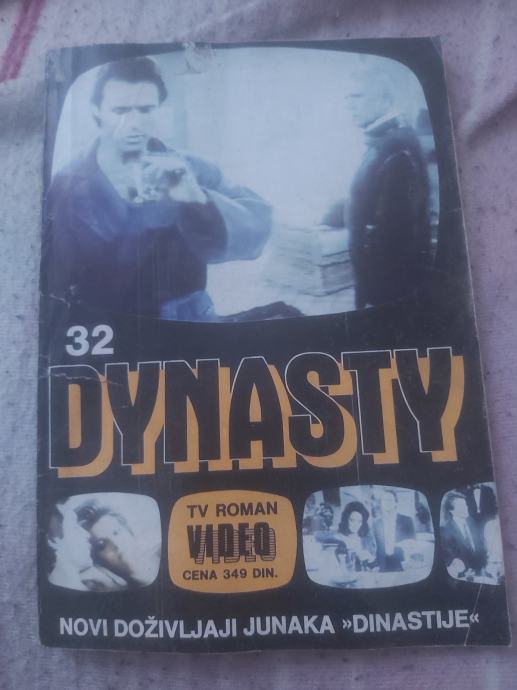 32
DYNASTY
TV ROMAN
VIDEO
CENA 349 DIN.
NOVI DOŽIVLJAJI JUNAKA »DINASTIJE«